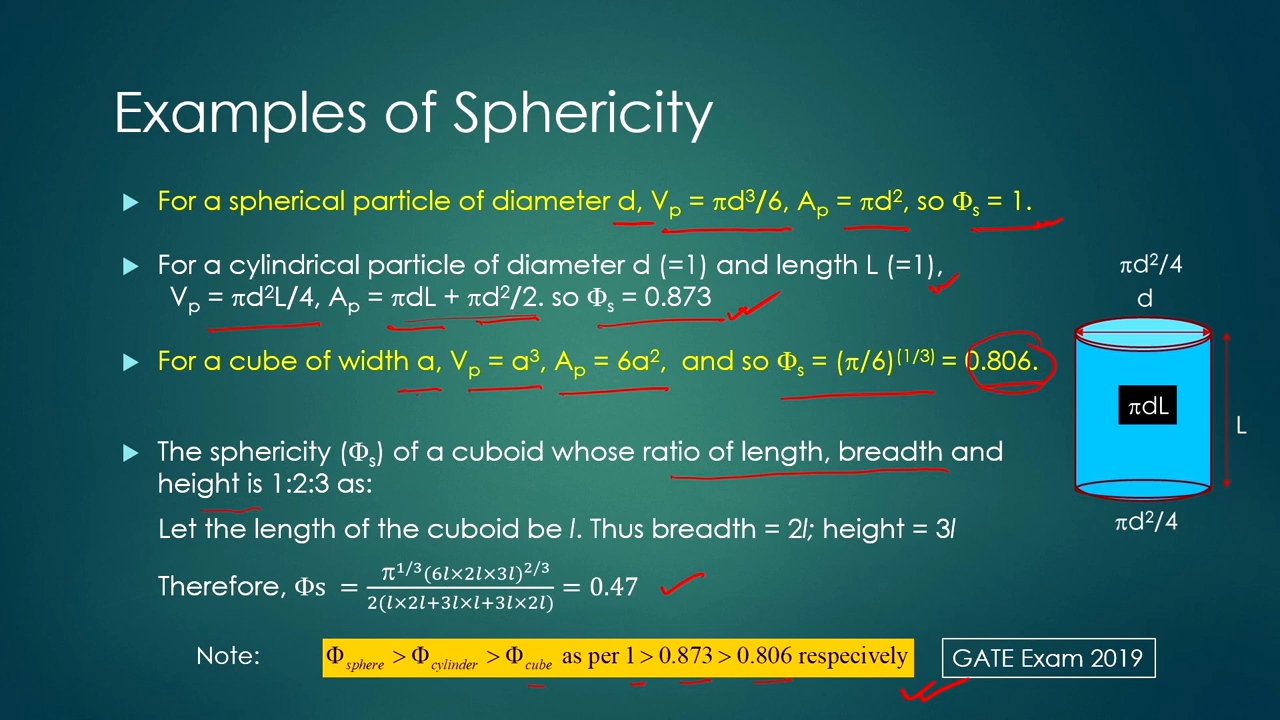 Examples of Sphericity
For a spherical particle of diameter d, Vp = πd³/6, Ap = πd², so Φs = 1.
For a cylindrical particle of diameter d (=1) and length L (=1),
Vp = πd²L/4, Ap = πdL + πd²/2. so Φs = 0.873
For a cube of width a, Vp = a³, Ap = 6a², and so Φs = (π/6)^(1/3) = 0.806.
The sphericity (Φs) of a cuboid whose ratio of length, breadth and
height is 1:2:3 as:
Let the length of the cuboid be l. Thus breadth = 2l; height = 3l
Therefore, Φs = π^1/3(6l×2l×3l)^2/3 / 2(l×2l+3l×l+3l×2l) = 0.47
Note:
Φsphere > Φcylinder > Φcube as per 1 > 0.873 > 0.806 respecively
GATE Exam 2019
πd²/4
d
πdL
L
πd²/4